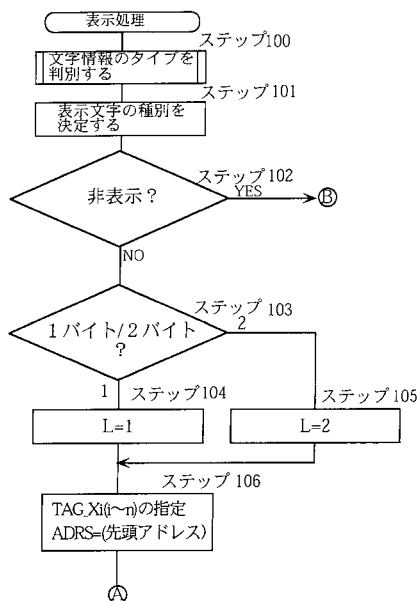 表示処理
ステップ100
文字情報のタイプを
判別する
ステップ101
表示文字の種別を
決定する
ステップ102
非表示?
YES
Ⓑ
NO
ステップ103
1バイト/2バイト
?
2
1
ステップ104
ステップ105
L=1
L=2
ステップ106
TAG_Xi(i~n)の指定
ADRS=(先頭アドレス)
Ⓐ